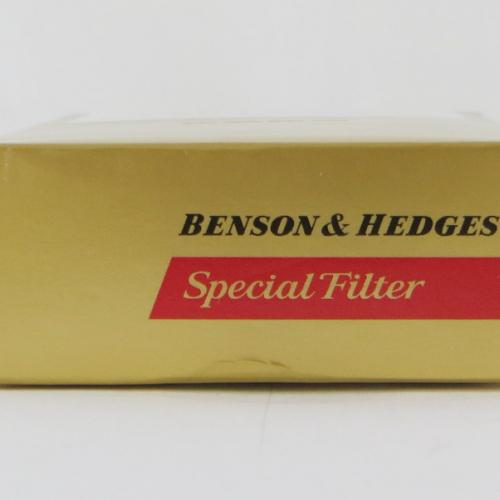 BENSON & HEDGES
Special Filter